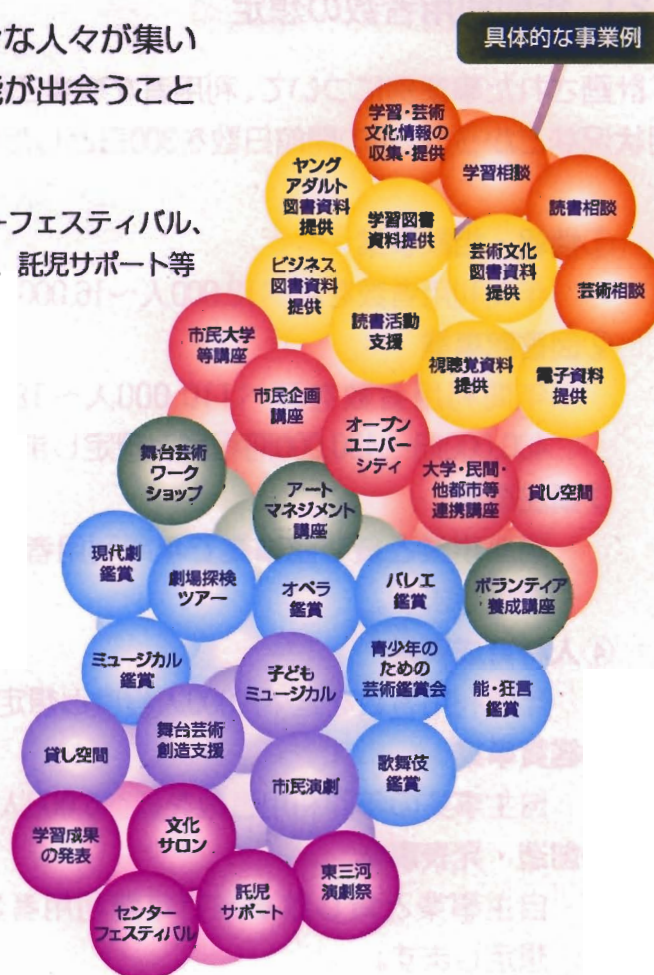 な人々が集い
が出会うこと
ーフェスティバル、
託児サポート等
具体的な事業例
学習・芸術
文化情報の
収集・提供
学習相談
読書相談
芸術相談
ヤング
アダルト
図書資料
提供
学習図書
資料提供
芸術文化
図書資料
提供
ビジネス
図書資料
提供
読書活動
支援
視聴覚資料
提供
電子資料
提供
市民大学
等講座
市民企画
講座
オープン
ユニバー
シティ
大学・民間・
他都市等
連携講座
貸し空間
舞台芸術
ワーク
ショップ
アート
マネジメント
講座
ボランティア
養成講座
現代劇
鑑賞
劇場探検
ツアー
オペラ
鑑賞
バレエ
鑑賞
ミュージカル
鑑賞
子ども
ミュージカル
青少年の
ための
芸術鑑賞会
能・狂言
鑑賞
貸し空間
舞台芸術
創造支援
市民演劇
歌舞伎
鑑賞
学習成果
の発表
文化
サロン
センター
フェスティバル
託児
サポート
東三河
演劇祭